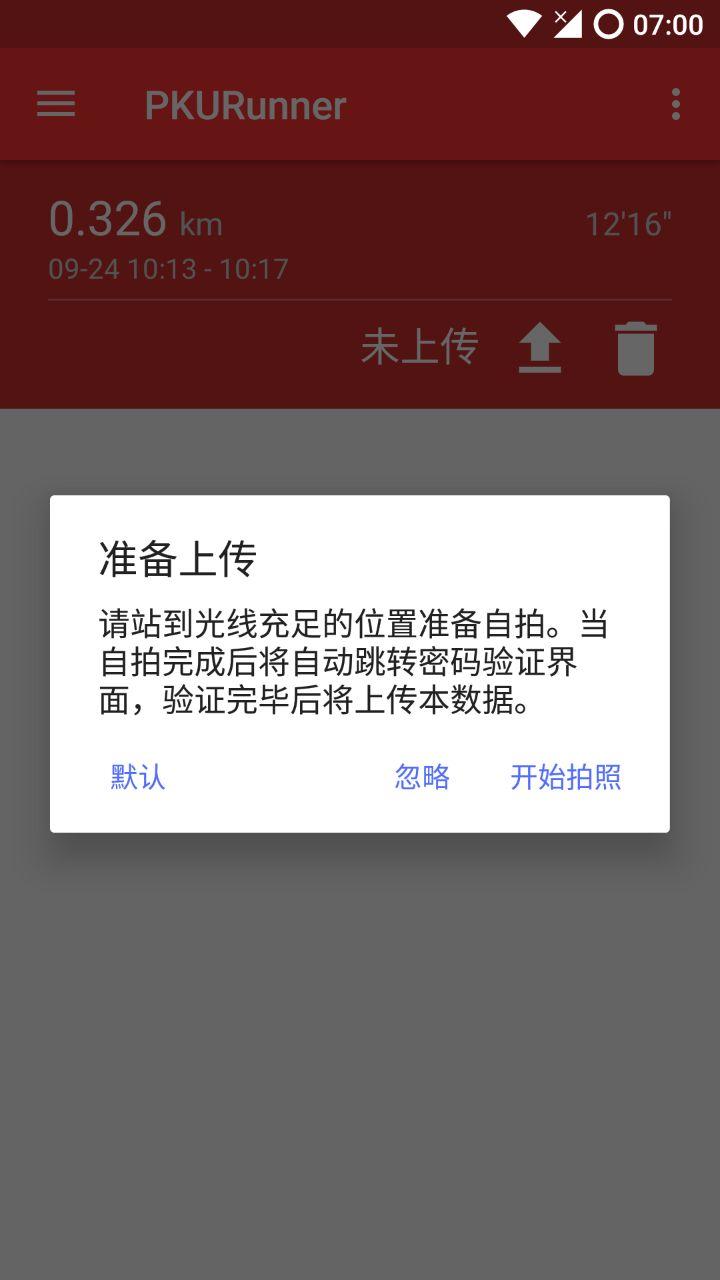 07:00
PKURunner
0.326 km
12'16"
09-24 10:13 - 10:17
未上传
准备上传
请站到光线充足的位置准备自拍。当
自拍完成后将自动跳转密码验证界
面，验证完毕后将上传本数据。
默认
忽略
开始拍照